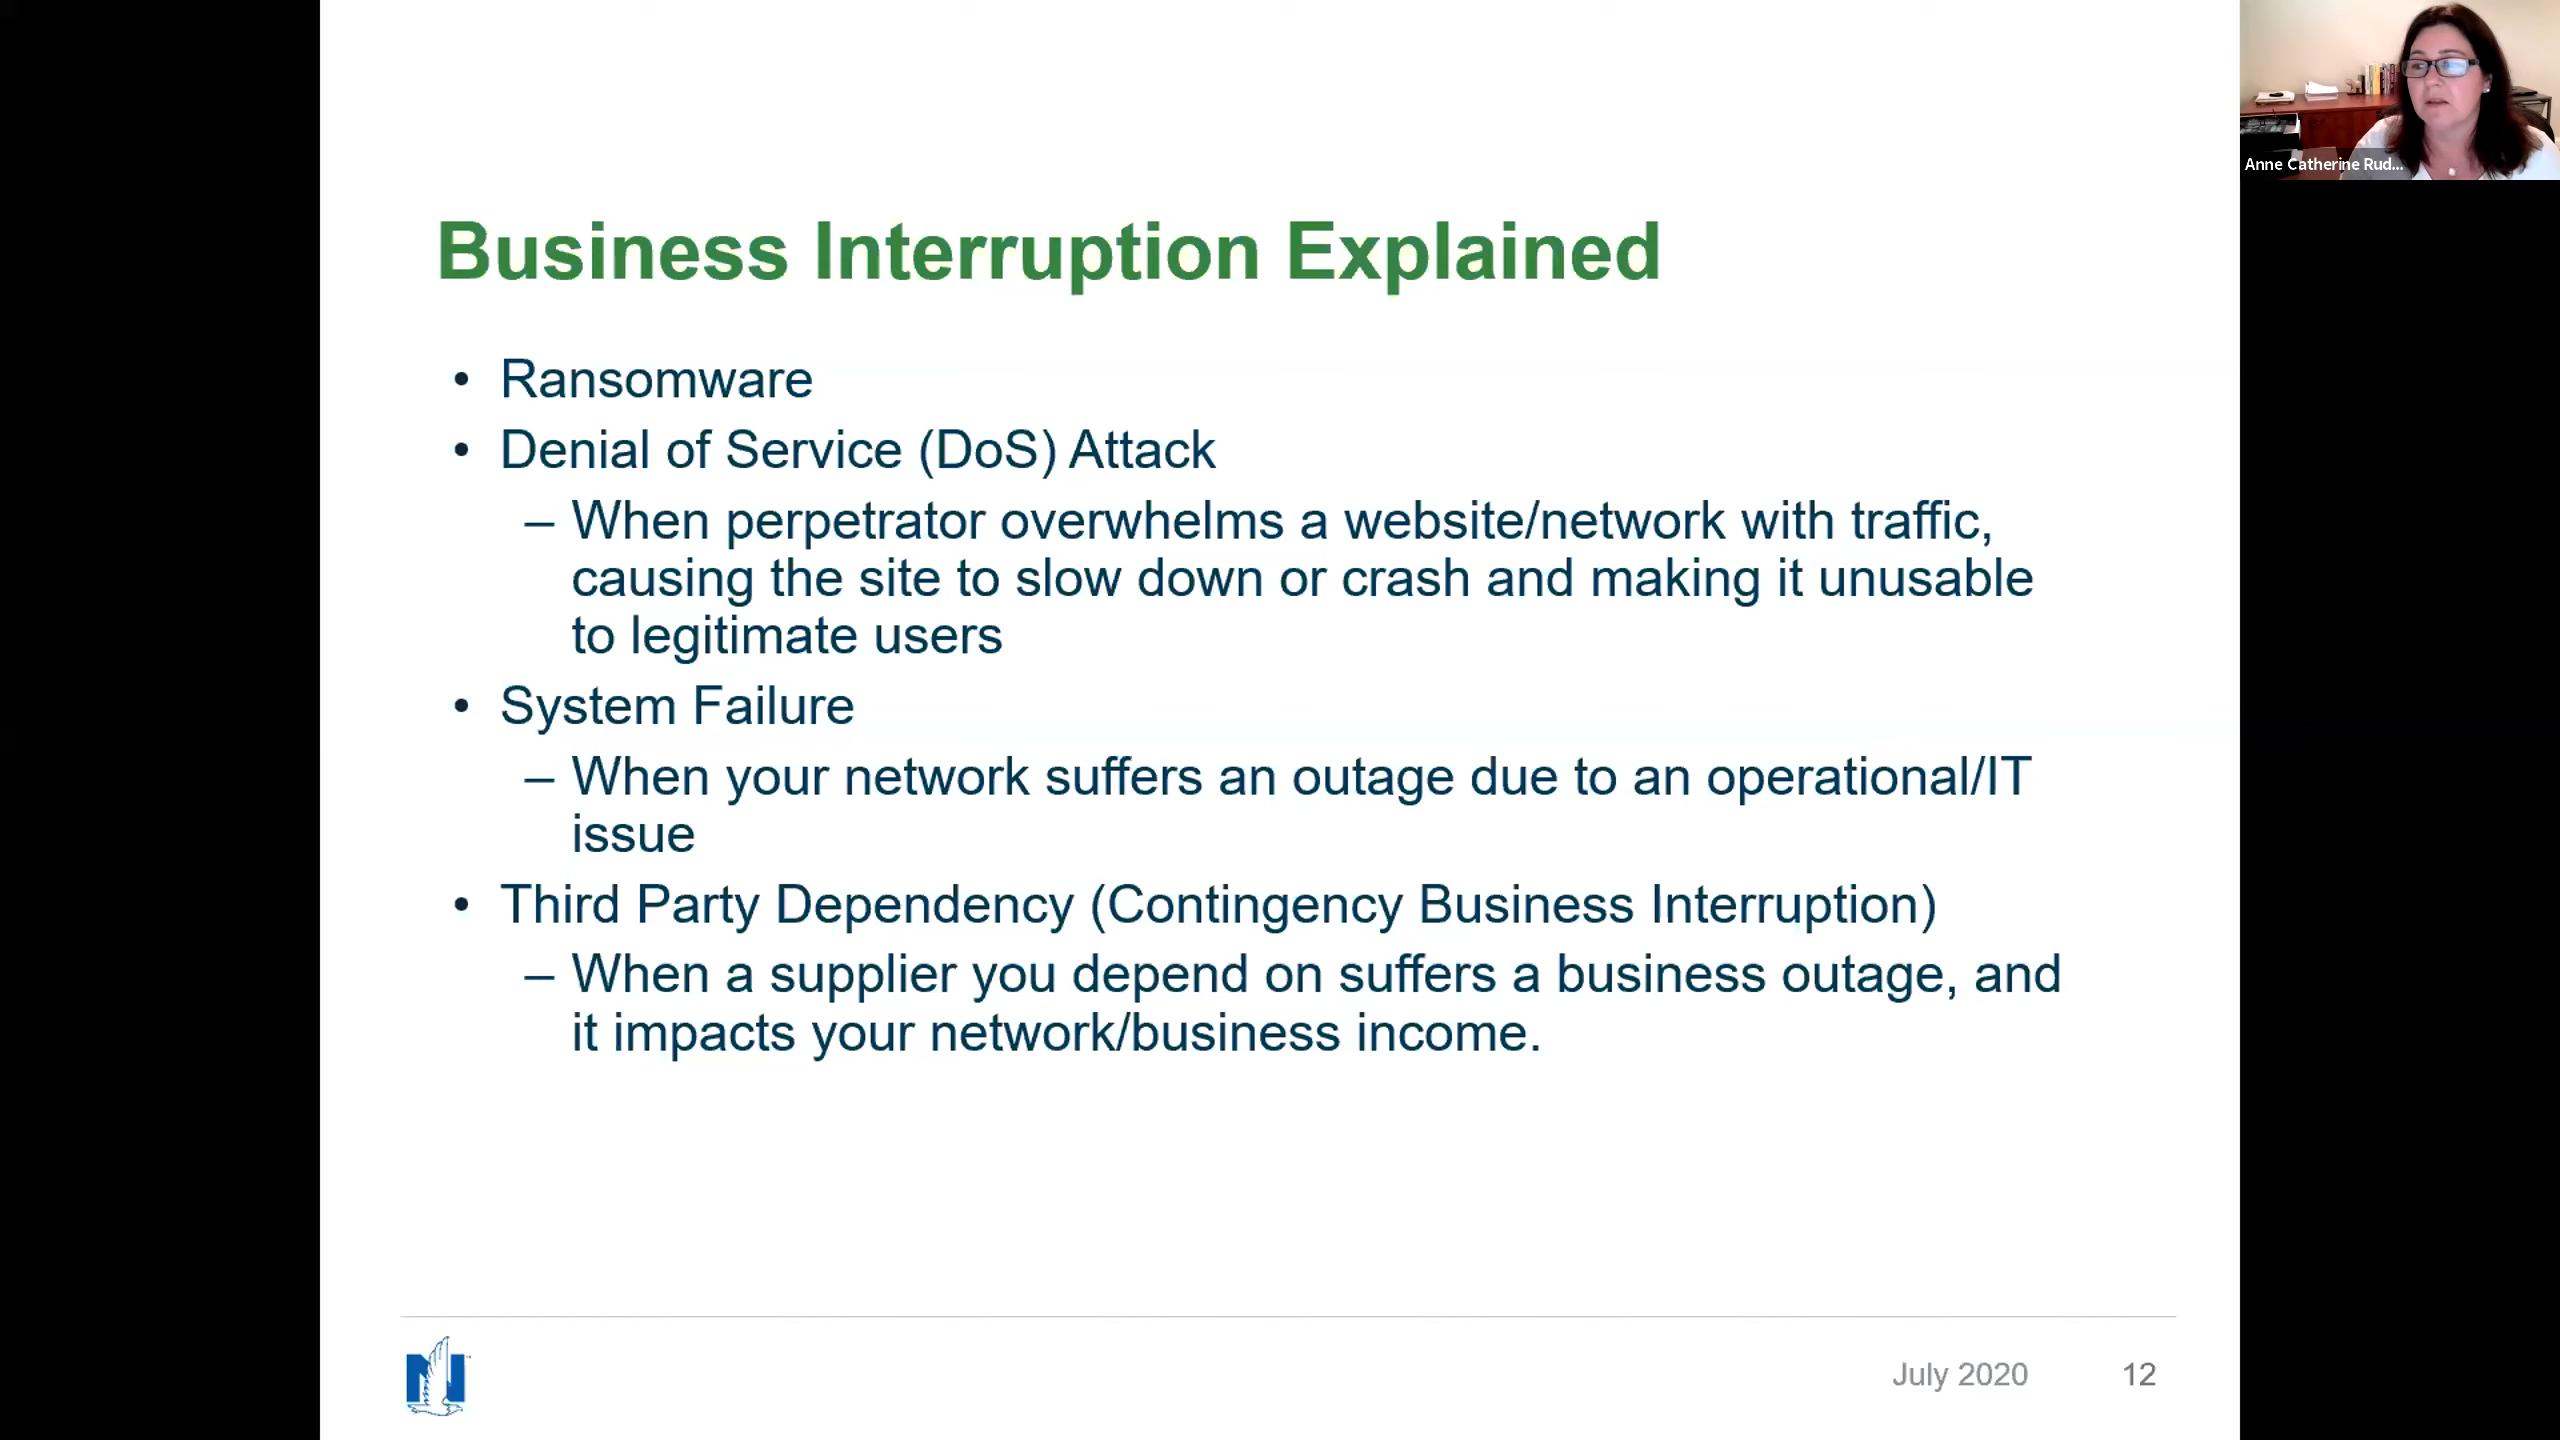 Business Interruption Explained
• Ransomware
• Denial of Service (DoS) Attack
– When perpetrator overwhelms a website/network with traffic,
causing the site to slow down or crash and making it unusable
to legitimate users
• System Failure
– When your network suffers an outage due to an operational/IT
issue
• Third Party Dependency (Contingency Business Interruption)
– When a supplier you depend on suffers a business outage, and
it impacts your network/business income.
July 2020
12
Anne Catherine Rud...
N